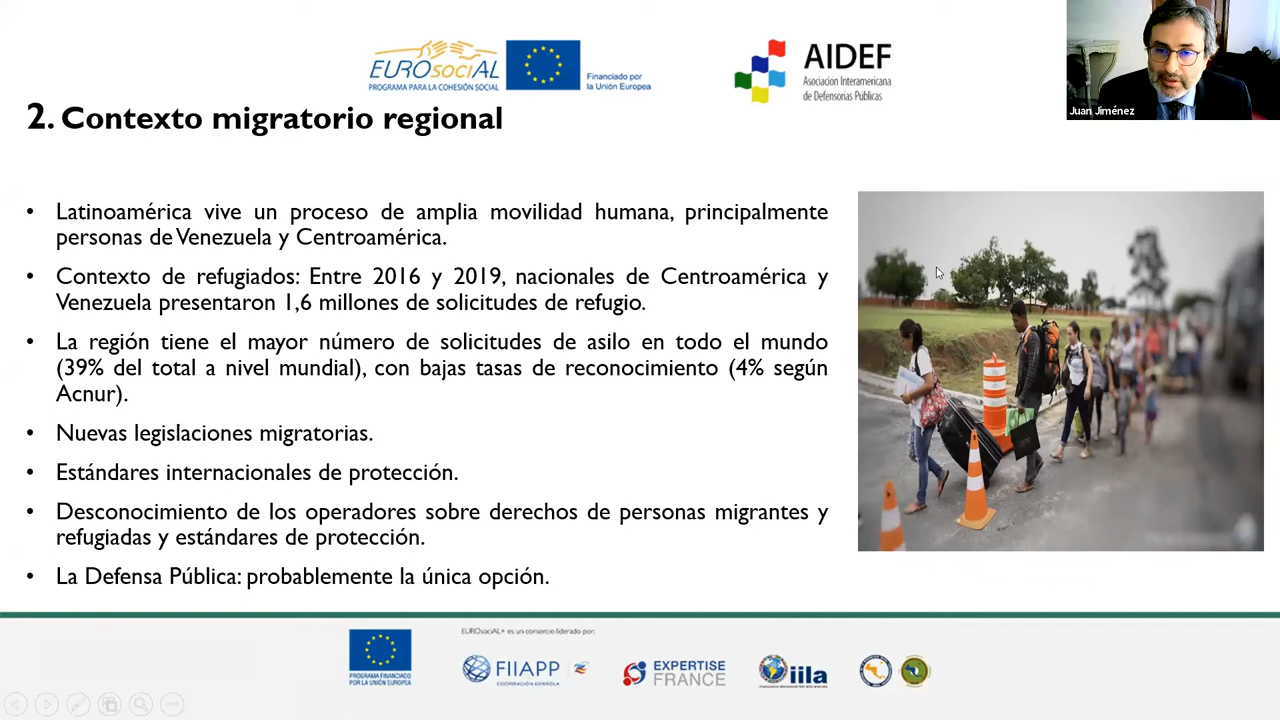 EUROsociAL
PROGRAMA PARA LA COHESIÓN SOCIAL
Financiado por
la Unión Europea
AIDEF
Asociación Interamericana
de Defensorías Públicas
Juan Jiménez
2. Contexto migratorio regional
• Latinoamérica vive un proceso de amplia movilidad humana, principalmente
personas de Venezuela y Centroamérica.
• Contexto de refugiados: Entre 2016 y 2019, nacionales de Centroamérica y
Venezuela presentaron 1,6 millones de solicitudes de refugio.
• La región tiene el mayor número de solicitudes de asilo en todo el mundo
(39% del total a nivel mundial), con bajas tasas de reconocimiento (4% según
Acnur).
• Nuevas legislaciones migratorias.
• Estándares internacionales de protección.
• Desconocimiento de los operadores sobre derechos de personas migrantes y
refugiadas y estándares de protección.
• La Defensa Pública: probablemente la única opción.
EUROsociAL+ es un consorcio liderado por:
PROGRAMA FINANCIADO
POR LA UNIÓN EUROPEA
FIIAPP
COOPERACIÓN ESPAÑOLA
EXPERTISE
FRANCE
iila